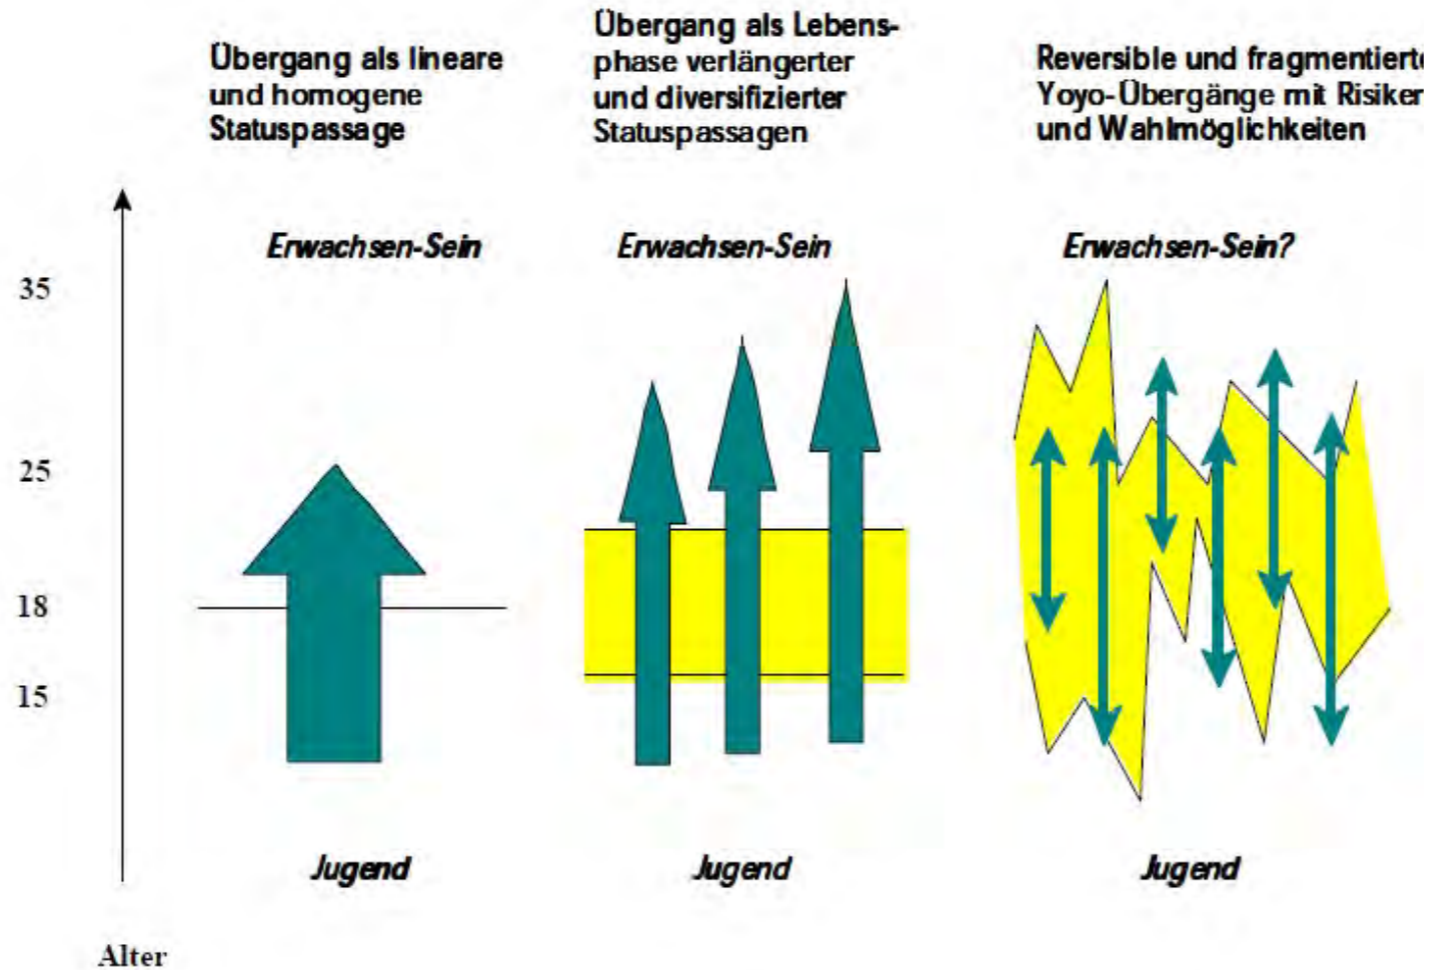 Übergang als lineare
und homogene
Statuspassage
Übergang als Lebens-
phase verlängerter
und diversifizierter
Statuspassagen
Reversible und fragmentierte
Yoyo-Übergänge mit Risiken
und Wahlmöglichkeiten
Erwachsen-Sein
Erwachsen-Sein
Erwachsen-Sein?
35
25
18
15
Jugend
Jugend
Jugend
Alter